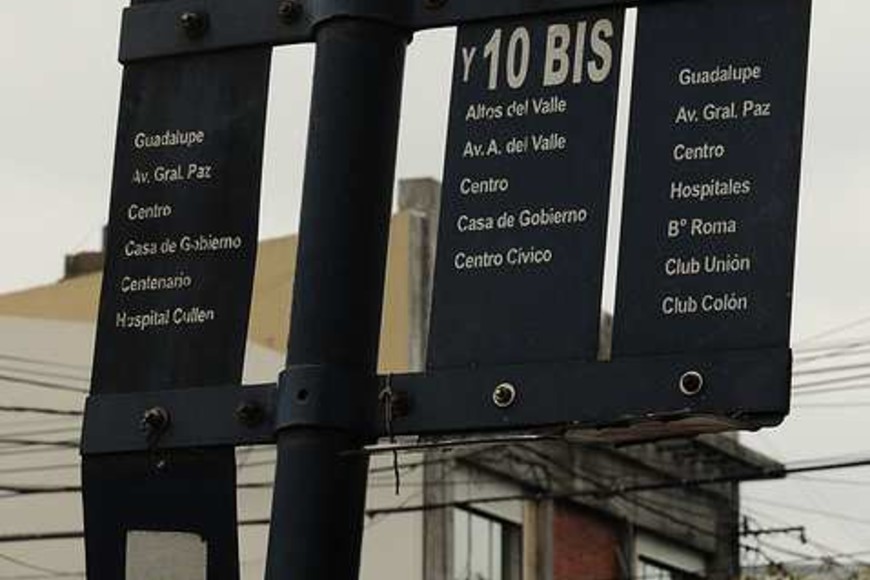 Guadalupe
Av. Gral. Paz
Centro
Casa de Gobierno
Centenario
Hospital Cullen
Y 10 BIS
Altos del Valle
Av. A. del Valle
Centro
Casa de Gobierno
Centro Cívico
Guadalupe
Av. Gral. Paz
Centro
Hospitales
Bº Roma
Club Unión
Club Colón